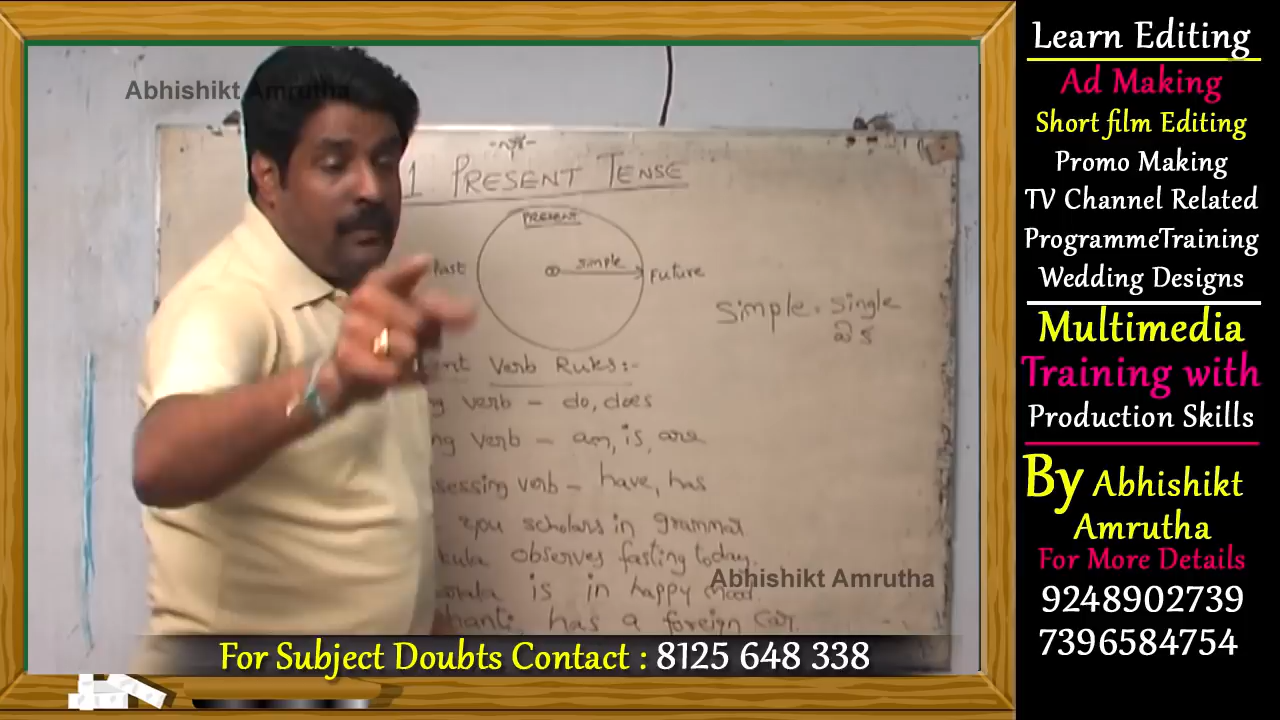 Abhishikt Amrutha
1 PRESENT TENSE
PRESENT
Past
simple
Future
simple = single
Verb Rules:-
verb - do, does
verb - am, is, are
verb - have, has
you scholars in grammar
observes fasting today.
is in happy mood.
has a foreign car.
Abhishikt Amrutha
For Subject Doubts Contact : 8125 648 338
Learn Editing
Ad Making
Short film Editing
Promo Making
TV Channel Related
ProgrammeTraining
Wedding Designs
Multimedia
Training with
Production Skills
By Abhishikt
Amrutha
For More Details
9248902739
7396584754